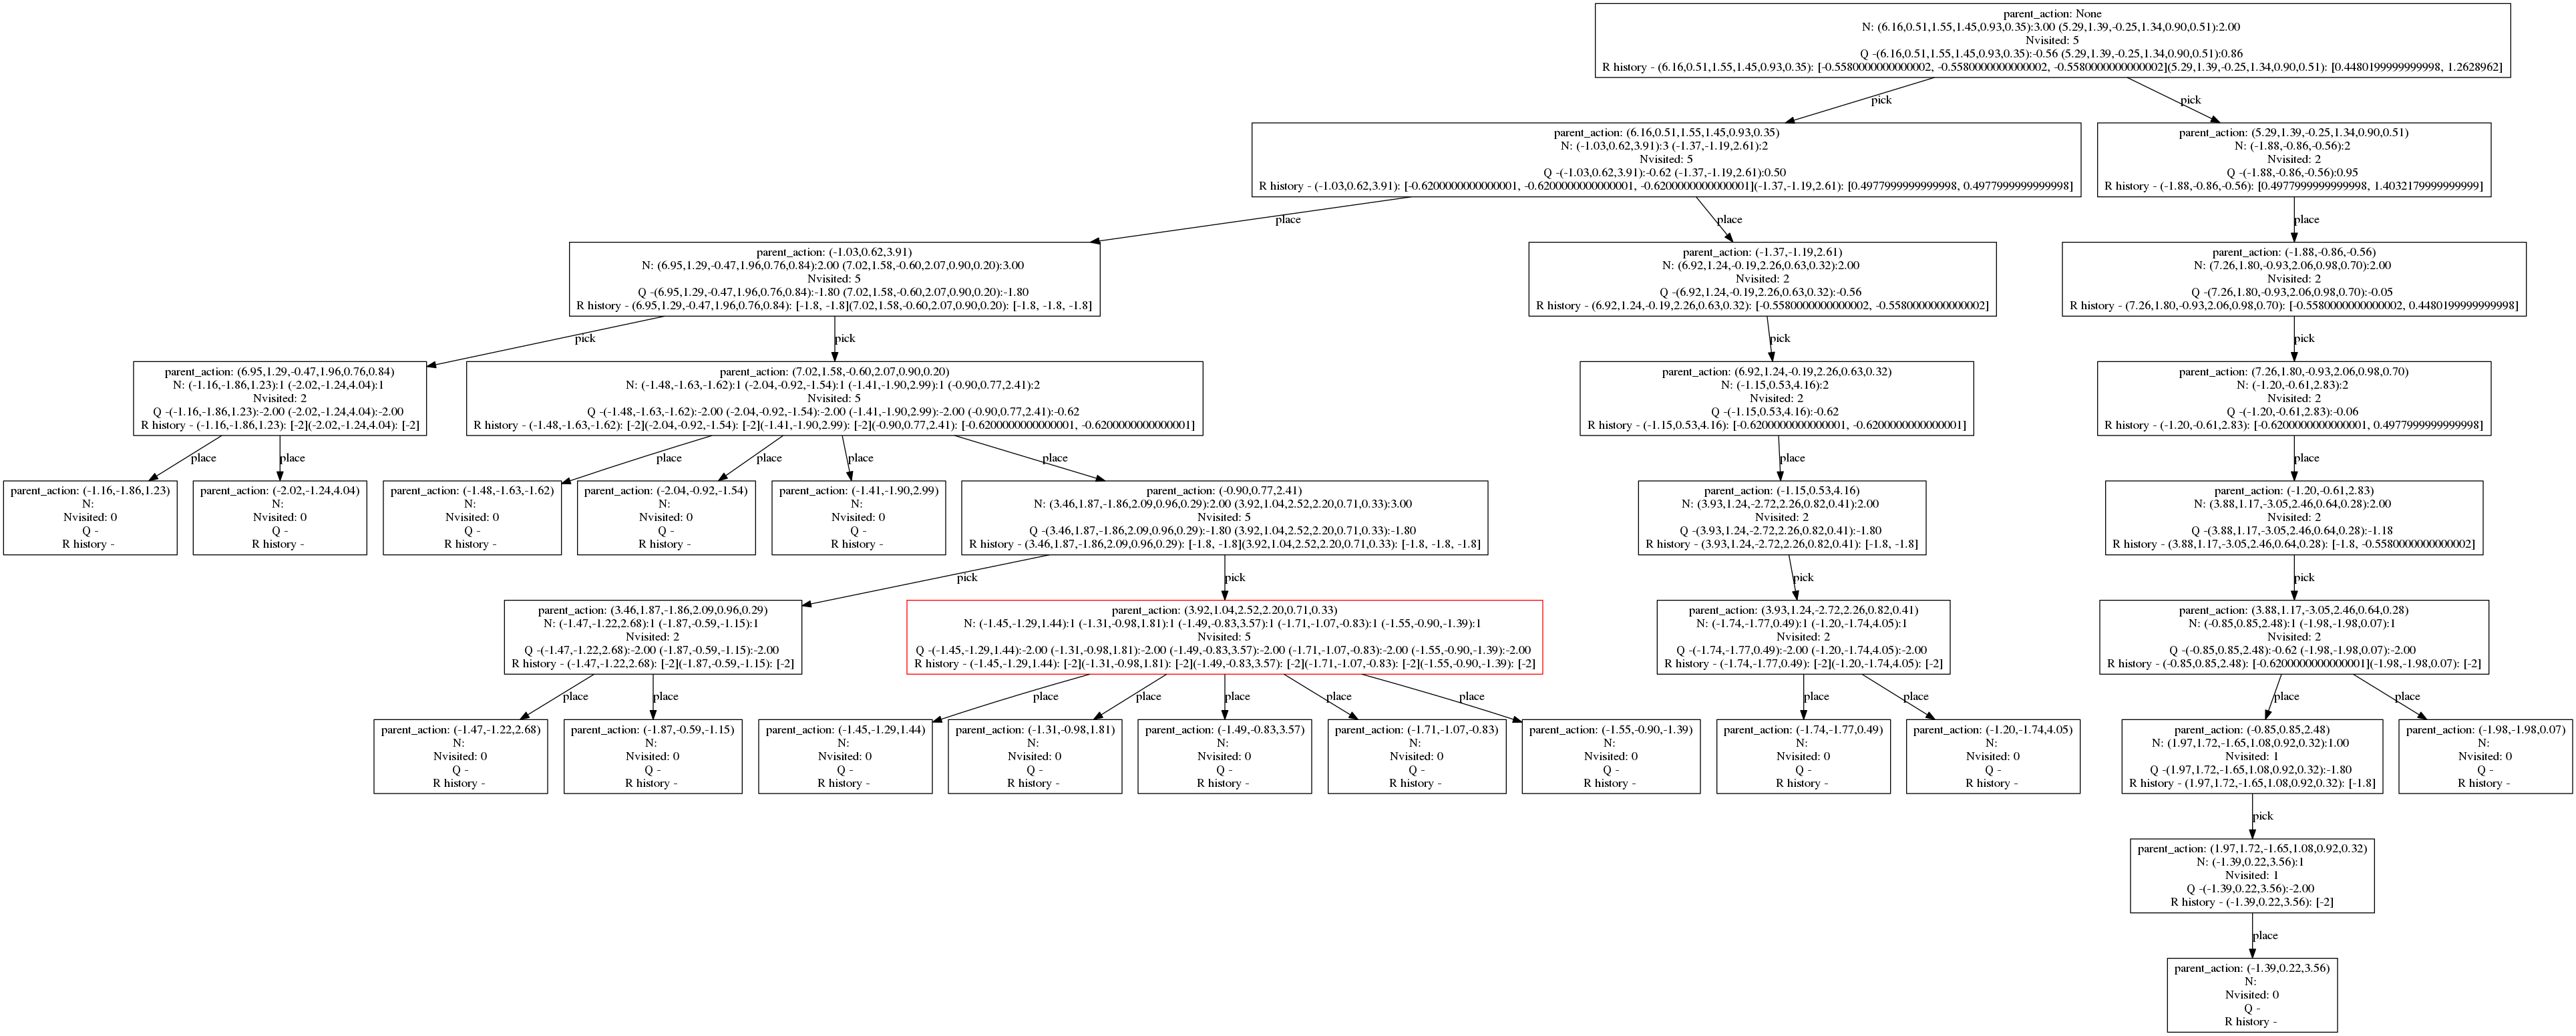 parent_action: None
N: (6.16,0.51,1.55,1.45,0.93,0.35):3.00 (5.29,1.39,-0.25,1.34,0.90,0.51):2.00
Nvisited: 5
Q -(6.16,0.51,1.55,1.45,0.93,0.35):-0.56 (5.29,1.39,-0.25,1.34,0.90,0.51):0.86
R history - (6.16,0.51,1.55,1.45,0.93,0.35): [-0.5580000000000002, -0.5580000000000002, -0.5580000000000002](5.29,1.39,-0.25,1.34,0.90,0.51): [0.4480199999999998, 1.2628962]
pick
pick
parent_action: (6.16,0.51,1.55,1.45,0.93,0.35)
N: (-1.03,0.62,3.91):3 (-1.37,-1.19,2.61):2
Nvisited: 5
Q -(-1.03,0.62,3.91):-0.62 (-1.37,-1.19,2.61):0.50
R history - (-1.03,0.62,3.91): [-0.6200000000000001, -0.6200000000000001, -0.6200000000000001](-1.37,-1.19,2.61): [0.4977999999999998, 0.4977999999999998]
parent_action: (5.29,1.39,-0.25,1.34,0.90,0.51)
N: (-1.88,-0.86,-0.56):2
Nvisited: 2
Q -(-1.88,-0.86,-0.56):0.95
R history - (-1.88,-0.86,-0.56): [0.4977999999999998, 1.4032179999999999]
place
place
place
parent_action: (-1.03,0.62,3.91)
N: (6.95,1.29,-0.47,1.96,0.76,0.84):2.00 (7.02,1.58,-0.60,2.07,0.90,0.20):3.00
Nvisited: 5
Q -(6.95,1.29,-0.47,1.96,0.76,0.84):-1.80 (7.02,1.58,-0.60,2.07,0.90,0.20):-1.80
R history - (6.95,1.29,-0.47,1.96,0.76,0.84): [-1.8, -1.8](7.02,1.58,-0.60,2.07,0.90,0.20): [-1.8, -1.8, -1.8]
parent_action: (-1.37,-1.19,2.61)
N: (6.92,1.24,-0.19,2.26,0.63,0.32):2.00
Nvisited: 2
Q -(6.92,1.24,-0.19,2.26,0.63,0.32):-0.56
R history - (6.92,1.24,-0.19,2.26,0.63,0.32): [-0.5580000000000002, -0.5580000000000002]
parent_action: (-1.88,-0.86,-0.56)
N: (7.26,1.80,-0.93,2.06,0.98,0.70):2.00
Nvisited: 2
Q -(7.26,1.80,-0.93,2.06,0.98,0.70):-0.05
R history - (7.26,1.80,-0.93,2.06,0.98,0.70): [-0.5580000000000002, 0.4480199999999998]
pick
pick
pick
pick
parent_action: (6.95,1.29,-0.47,1.96,0.76,0.84)
N: (-1.16,-1.86,1.23):1 (-2.02,-1.24,4.04):1
Nvisited: 2
Q -(-1.16,-1.86,1.23):-2.00 (-2.02,-1.24,4.04):-2.00
R history - (-1.16,-1.86,1.23): [-2](-2.02,-1.24,4.04): [-2]
parent_action: (7.02,1.58,-0.60,2.07,0.90,0.20)
N: (-1.48,-1.63,-1.62):1 (-2.04,-0.92,-1.54):1 (-1.41,-1.90,2.99):1 (-0.90,0.77,2.41):2
Nvisited: 5
Q -(-1.48,-1.63,-1.62):-2.00 (-2.04,-0.92,-1.54):-2.00 (-1.41,-1.90,2.99):-2.00 (-0.90,0.77,2.41):-0.62
R history - (-1.48,-1.63,-1.62): [-2](-2.04,-0.92,-1.54): [-2](-1.41,-1.90,2.99): [-2](-0.90,0.77,2.41): [-0.6200000000000001, -0.6200000000000001]
parent_action: (6.92,1.24,-0.19,2.26,0.63,0.32)
N: (-1.15,0.53,4.16):2
Nvisited: 2
Q -(-1.15,0.53,4.16):-0.62
R history - (-1.15,0.53,4.16): [-0.6200000000000001, -0.6200000000000001]
parent_action: (7.26,1.80,-0.93,2.06,0.98,0.70)
N: (-1.20,-0.61,2.83):2
Nvisited: 2
Q -(-1.20,-0.61,2.83):-0.06
R history - (-1.20,-0.61,2.83): [-0.6200000000000001, 0.4977999999999998]
place
place
place
place
place
place
place
place
parent_action: (-1.16,-1.86,1.23)
N:
Nvisited: 0
Q -
R history -
parent_action: (-2.02,-1.24,4.04)
N:
Nvisited: 0
Q -
R history -
parent_action: (-1.48,-1.63,-1.62)
N:
Nvisited: 0
Q -
R history -
parent_action: (-2.04,-0.92,-1.54)
N:
Nvisited: 0
Q -
R history -
parent_action: (-1.41,-1.90,2.99)
N:
Nvisited: 0
Q -
R history -
parent_action: (-0.90,0.77,2.41)
N: (3.46,1.87,-1.86,2.09,0.96,0.29):2.00 (3.92,1.04,2.52,2.20,0.71,0.33):3.00
Nvisited: 5
Q -(3.46,1.87,-1.86,2.09,0.96,0.29):-1.80 (3.92,1.04,2.52,2.20,0.71,0.33):-1.80
R history - (3.46,1.87,-1.86,2.09,0.96,0.29): [-1.8, -1.8](3.92,1.04,2.52,2.20,0.71,0.33): [-1.8, -1.8, -1.8]
parent_action: (-1.15,0.53,4.16)
N: (3.93,1.24,-2.72,2.26,0.82,0.41):2.00
Nvisited: 2
Q -(3.93,1.24,-2.72,2.26,0.82,0.41):-1.80
R history - (3.93,1.24,-2.72,2.26,0.82,0.41): [-1.8, -1.8]
parent_action: (-1.20,-0.61,2.83)
N: (3.88,1.17,-3.05,2.46,0.64,0.28):2.00
Nvisited: 2
Q -(3.88,1.17,-3.05,2.46,0.64,0.28):-1.18
R history - (3.88,1.17,-3.05,2.46,0.64,0.28): [-1.8, -0.5580000000000002]
pick
pick
pick
pick
parent_action: (3.46,1.87,-1.86,2.09,0.96,0.29)
N: (-1.47,-1.22,2.68):1 (-1.87,-0.59,-1.15):1
Nvisited: 2
Q -(-1.47,-1.22,2.68):-2.00 (-1.87,-0.59,-1.15):-2.00
R history - (-1.47,-1.22,2.68): [-2](-1.87,-0.59,-1.15): [-2]
parent_action: (3.92,1.04,2.52,2.20,0.71,0.33)
N: (-1.45,-1.29,1.44):1 (-1.31,-0.98,1.81):1 (-1.49,-0.83,3.57):1 (-1.71,-1.07,-0.83):1 (-1.55,-0.90,-1.39):1
Nvisited: 5
Q -(-1.45,-1.29,1.44):-2.00 (-1.31,-0.98,1.81):-2.00 (-1.49,-0.83,3.57):-2.00 (-1.71,-1.07,-0.83):-2.00 (-1.55,-0.90,-1.39):-2.00
R history - (-1.45,-1.29,1.44): [-2](-1.31,-0.98,1.81): [-2](-1.49,-0.83,3.57): [-2](-1.71,-1.07,-0.83): [-2](-1.55,-0.90,-1.39): [-2]
parent_action: (3.93,1.24,-2.72,2.26,0.82,0.41)
N: (-1.74,-1.77,0.49):1 (-1.20,-1.74,4.05):1
Nvisited: 2
Q -(-1.74,-1.77,0.49):-2.00 (-1.20,-1.74,4.05):-2.00
R history - (-1.74,-1.77,0.49): [-2](-1.20,-1.74,4.05): [-2]
parent_action: (3.88,1.17,-3.05,2.46,0.64,0.28)
N: (-0.85,0.85,2.48):1 (-1.98,-1.98,0.07):1
Nvisited: 2
Q -(-0.85,0.85,2.48):-0.62 (-1.98,-1.98,0.07):-2.00
R history - (-0.85,0.85,2.48): [-0.6200000000000001](-1.98,-1.98,0.07): [-2]
place
place
place
place
place
place
place
place
place
place
place
parent_action: (-1.47,-1.22,2.68)
N:
Nvisited: 0
Q -
R history -
parent_action: (-1.87,-0.59,-1.15)
N:
Nvisited: 0
Q -
R history -
parent_action: (-1.45,-1.29,1.44)
N:
Nvisited: 0
Q -
R history -
parent_action: (-1.31,-0.98,1.81)
N:
Nvisited: 0
Q -
R history -
parent_action: (-1.49,-0.83,3.57)
N:
Nvisited: 0
Q -
R history -
parent_action: (-1.71,-1.07,-0.83)
N:
Nvisited: 0
Q -
R history -
parent_action: (-1.55,-0.90,-1.39)
N:
Nvisited: 0
Q -
R history -
parent_action: (-1.74,-1.77,0.49)
N:
Nvisited: 0
Q -
R history -
parent_action: (-1.20,-1.74,4.05)
N:
Nvisited: 0
Q -
R history -
parent_action: (-0.85,0.85,2.48)
N: (1.97,1.72,-1.65,1.08,0.92,0.32):1.00
Nvisited: 1
Q -(1.97,1.72,-1.65,1.08,0.92,0.32):-1.80
R history - (1.97,1.72,-1.65,1.08,0.92,0.32): [-1.8]
parent_action: (-1.98,-1.98,0.07)
N:
Nvisited: 0
Q -
R history -
pick
parent_action: (1.97,1.72,-1.65,1.08,0.92,0.32)
N: (-1.39,0.22,3.56):1
Nvisited: 1
Q -(-1.39,0.22,3.56):-2.00
R history - (-1.39,0.22,3.56): [-2]
place
parent_action: (-1.39,0.22,3.56)
N:
Nvisited: 0
Q -
R history -